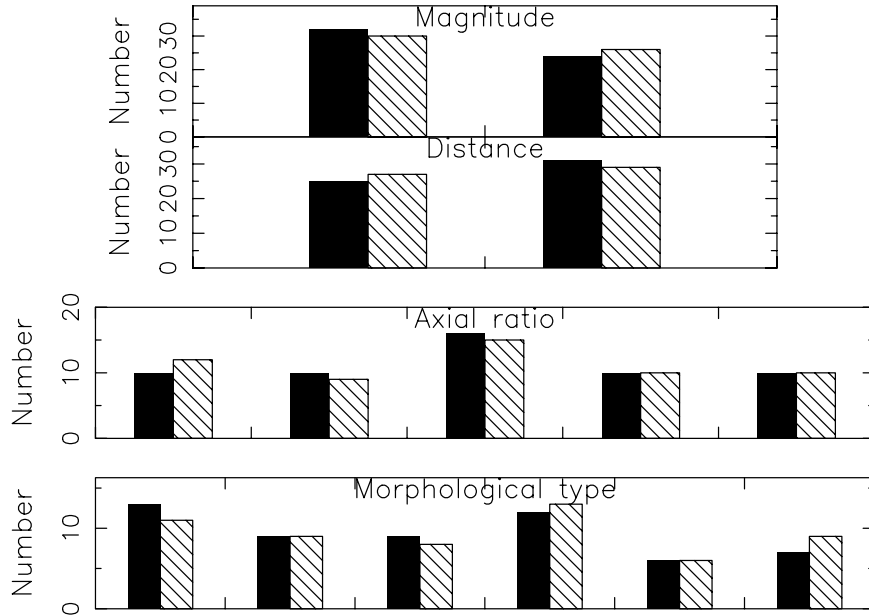 Magnitude
Number
0 10 20 30
Distance
Number
0 10 20 30
Axial ratio
Number
0 10 20
Morphological type
Number
0 10